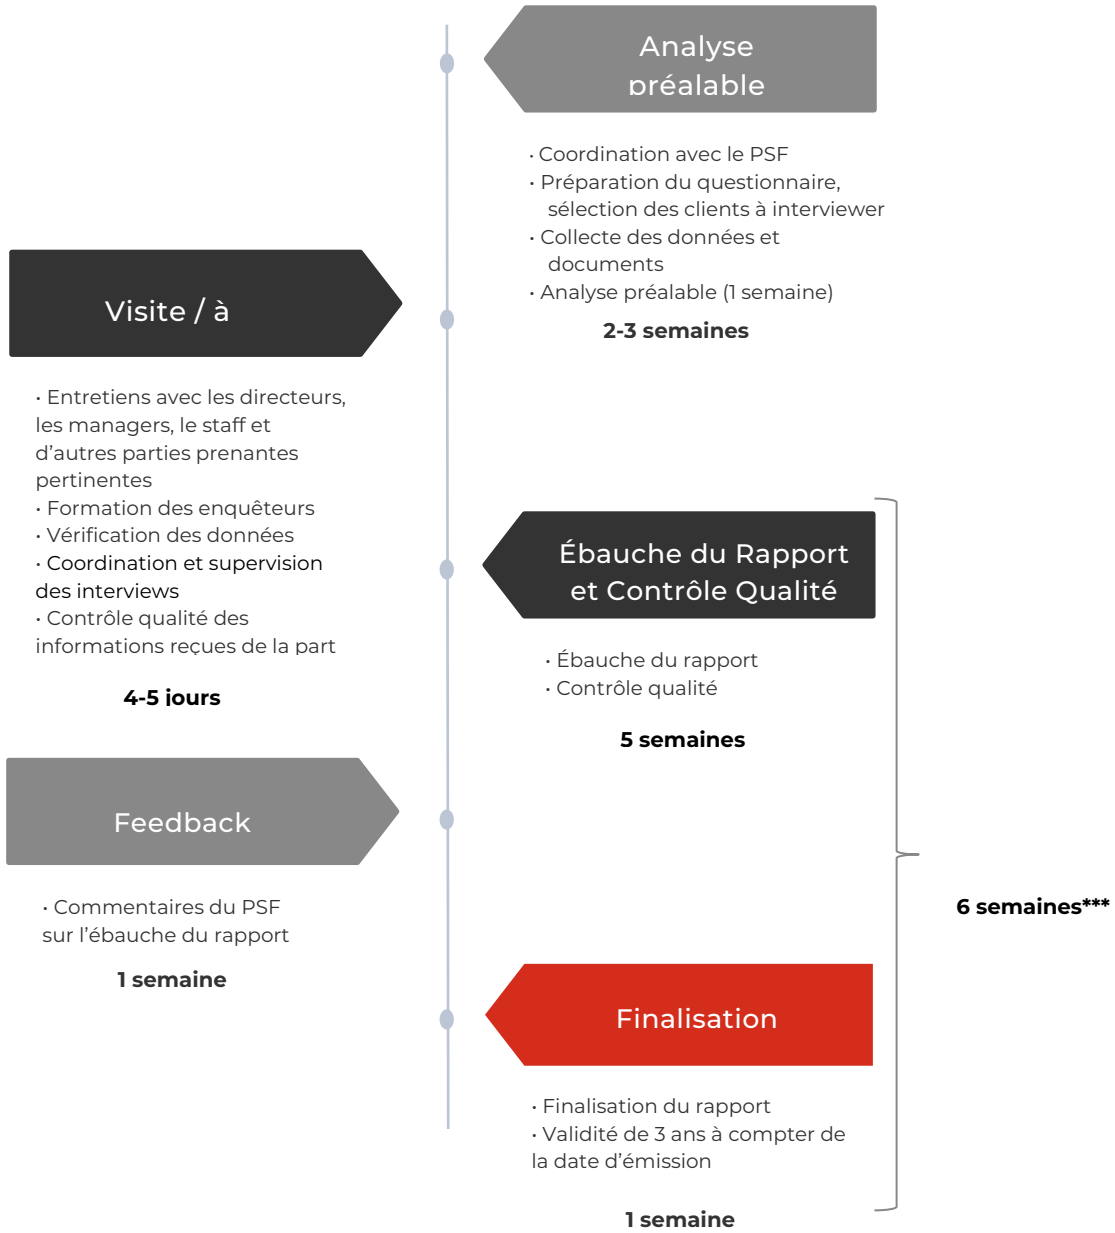 Analyse
préalable
· Coordination avec le PSF
· Préparation du questionnaire,
sélection des clients à interviewer
· Collecte des données et
documents
· Analyse préalable (1 semaine)
2-3 semaines
Visite / à
· Entretiens avec les directeurs,
les managers, le staff et
d’autres parties prenantes
pertinentes
· Formation des enquêteurs
· Vérification des données
· Coordination et supervision
des interviews
· Contrôle qualité des
informations reçues de la part
4-5 jours
Ébauche du Rapport
et Contrôle Qualité
· Ébauche du rapport
· Contrôle qualité
5 semaines
Feedback
· Commentaires du PSF
sur l’ébauche du rapport
1 semaine
6 semaines***
Finalisation
· Finalisation du rapport
· Validité de 3 ans à compter de
la date d’émission
1 semaine